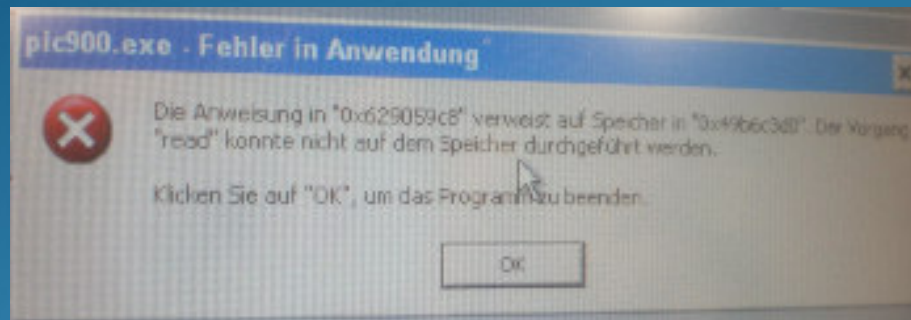 pic900.exe - Fehler in Anwendung
Die Anweisung in "0x629059c8" verweist auf Speicher in "0x49b6c3d0". Der Vorgang
"read" konnte nicht auf dem Speicher durchgeführt werden.
Klicken Sie auf "OK", um das Programm zu beenden.
OK